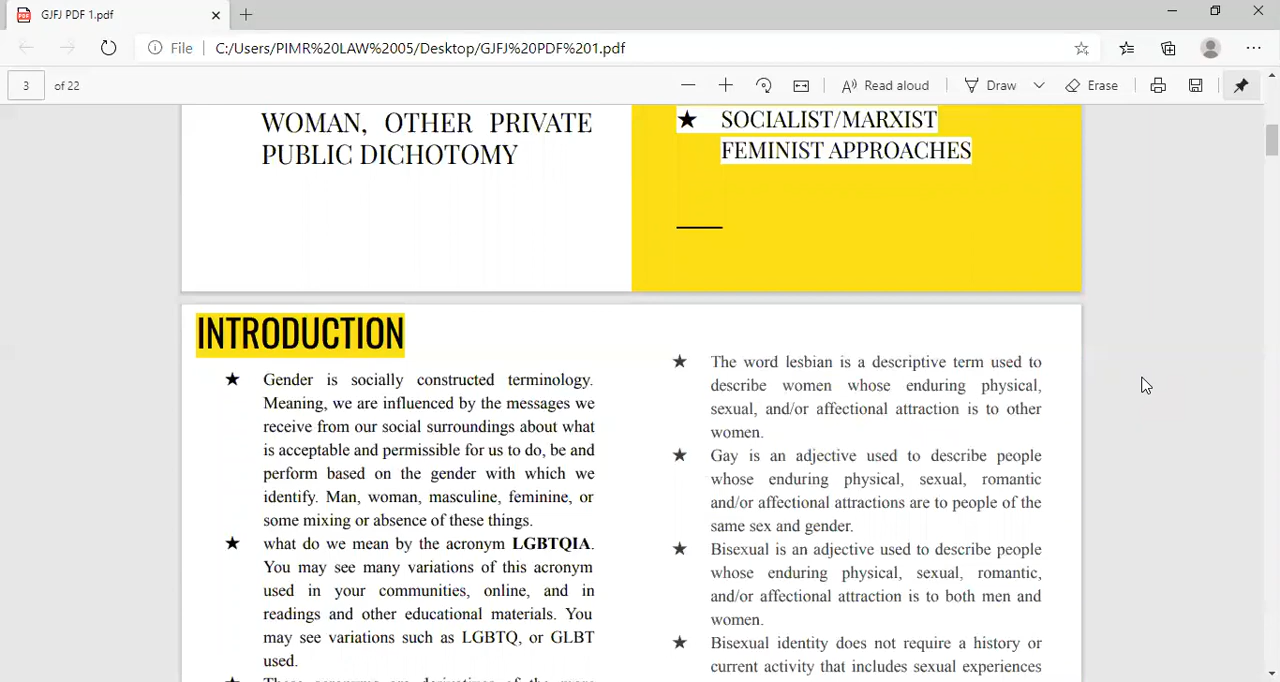 GJFJ PDF 1.pdf
File
C:/Users/PIMR%20LAW%2005/Desktop/GJFJ%20PDF%201.pdf
3 of 22
Read aloud
Draw
Erase
WOMAN, OTHER PRIVATE
PUBLIC DICHOTOMY
★ SOCIALIST/MARXIST
FEMINIST APPROACHES
INTRODUCTION
★ Gender is socially constructed terminology.
Meaning, we are influenced by the messages we
receive from our social surroundings about what
is acceptable and permissible for us to do, be and
perform based on the gender with which we
identify. Man, woman, masculine, feminine, or
some mixing or absence of these things.
★ what do we mean by the acronym LGBTQIA.
You may see many variations of this acronym
used in your communities, online, and in
readings and other educational materials. You
may see variations such as LGBTQ, or GLBT
used.
These acronyms are derivatives of the more
★ The word lesbian is a descriptive term used to
describe women whose enduring physical,
sexual, and/or affectional attraction is to other
women.
★ Gay is an adjective used to describe people
whose enduring physical, sexual, romantic
and/or affectional attractions are to people of the
same sex and gender.
★ Bisexual is an adjective used to describe people
whose enduring physical, sexual, romantic,
and/or affectional attraction is to both men and
women.
★ Bisexual identity does not require a history or
current activity that includes sexual experiences